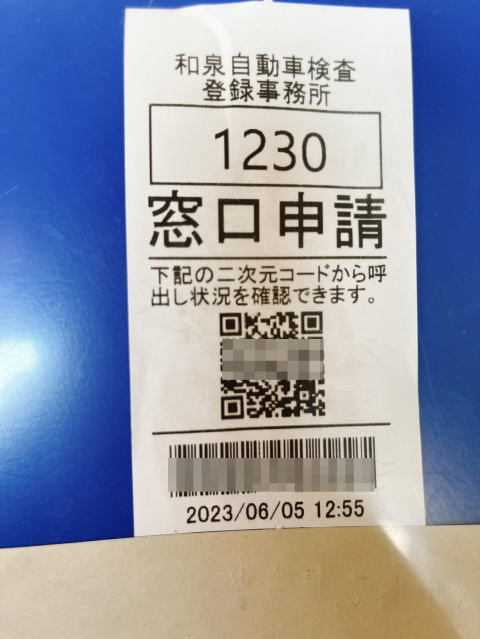 和泉自動車検査
登録事務所
1230
窓口申請
下記の二次元コードから呼
出し状況を確認できます。
2023/06/05 12:55